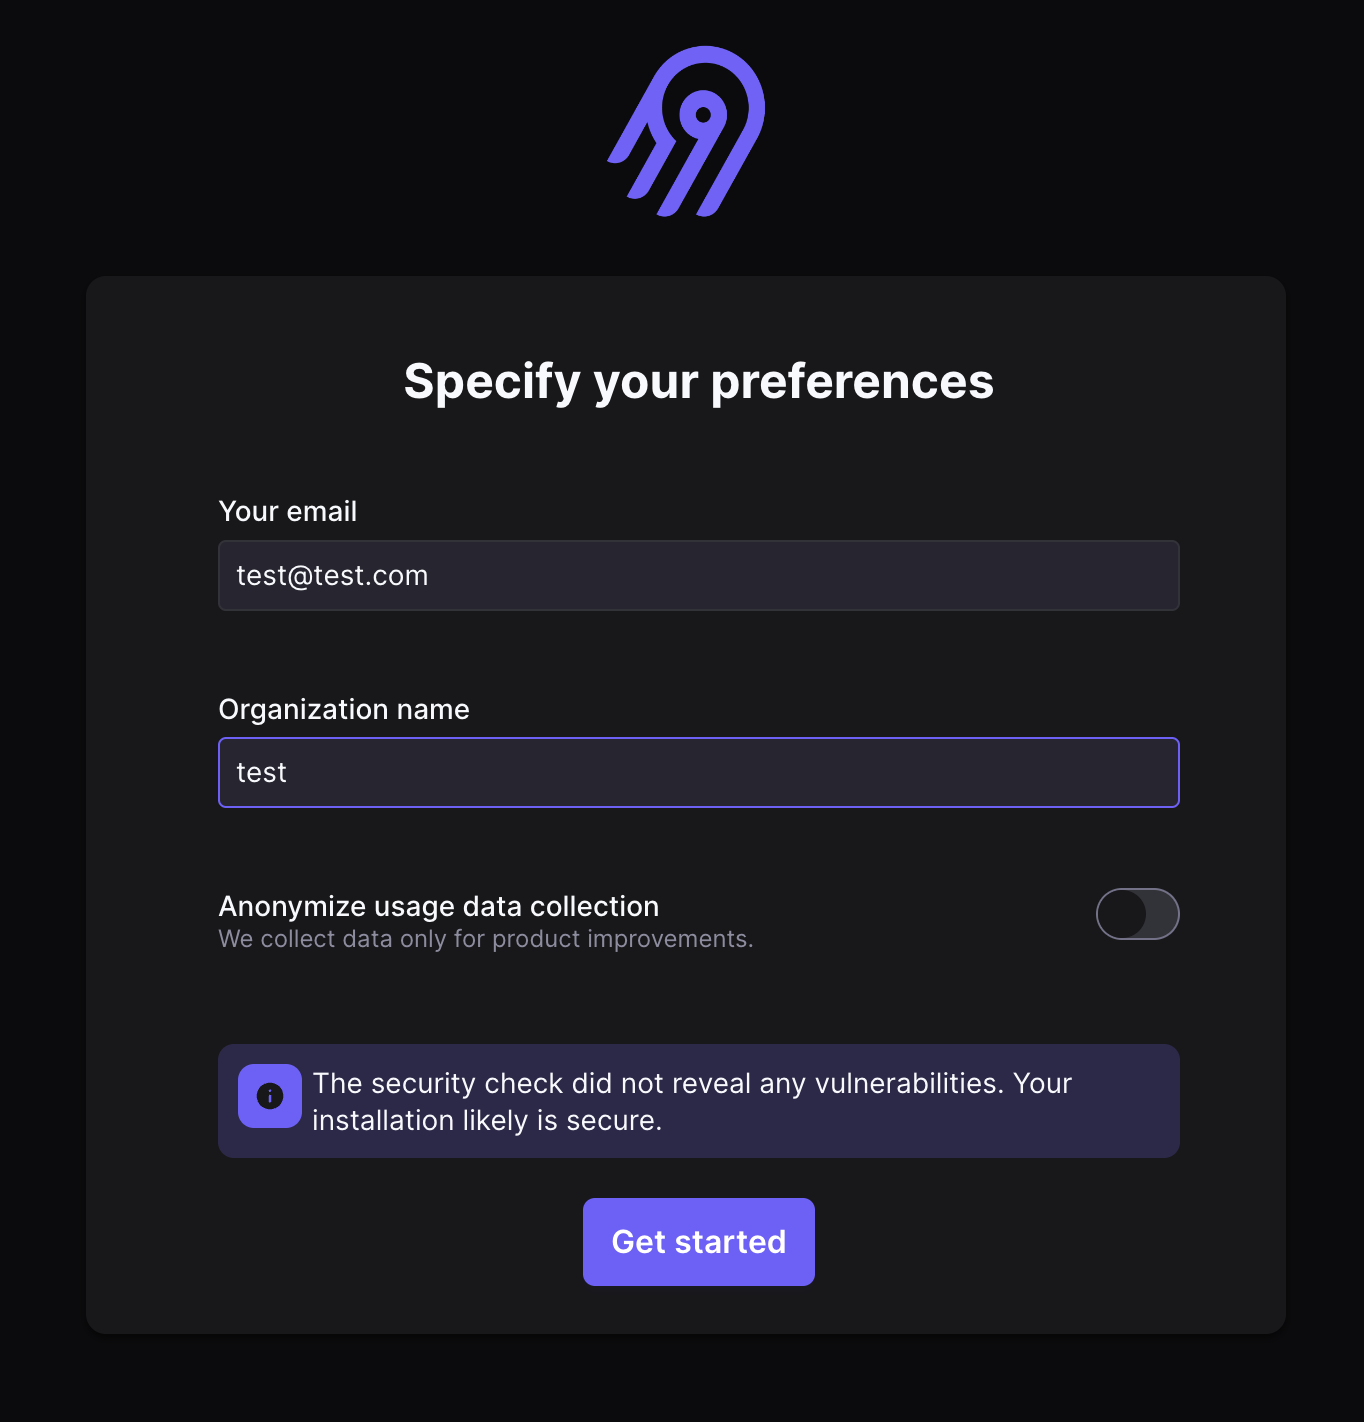 Specify your preferences
Your email
test@test.com
Organization name
test
Anonymize usage data collection
We collect data only for product improvements.
The security check did not reveal any vulnerabilities. Your
installation likely is secure.
Get started